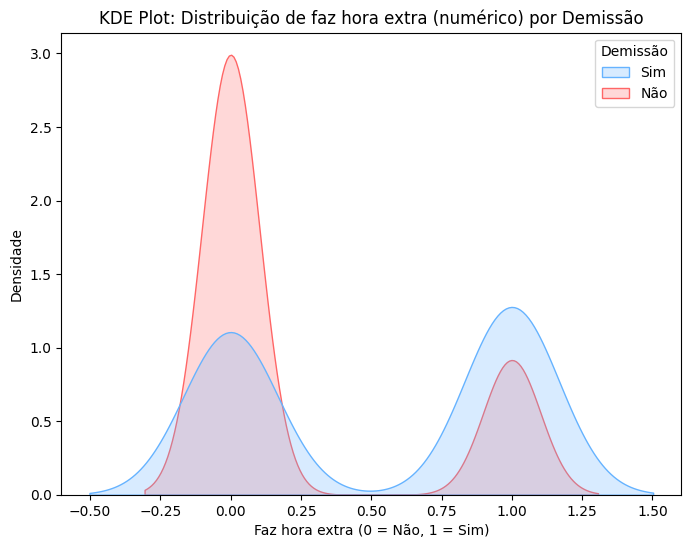 KDE Plot: Distribuição de faz hora extra (numérico) por Demissão
Demissão
Sim
Não
Densidade
3.0
2.5
2.0
1.5
1.0
0.5
0.0
−0.50 −0.25 0.00 0.25 0.50 0.75 1.00 1.25 1.50
Faz hora extra (0 = Não, 1 = Sim)